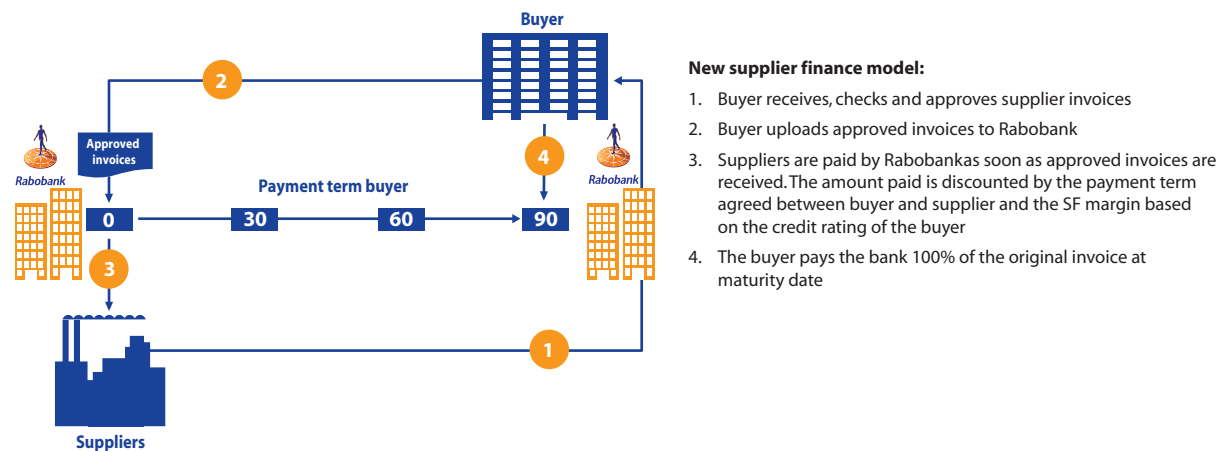 Buyer
2
Approved
invoices
Rabobank
4
Rabobank
Payment term buyer
0
30
60
90
3
1
Suppliers
New supplier finance model:
1. Buyer receives, checks and approves supplier invoices
2. Buyer uploads approved invoices to Rabobank
3. Suppliers are paid by Rabobankas soon as approved invoices are
received. The amount paid is discounted by the payment term
agreed between buyer and supplier and the SF margin based
on the credit rating of the buyer
4. The buyer pays the bank 100% of the original invoice at
maturity date